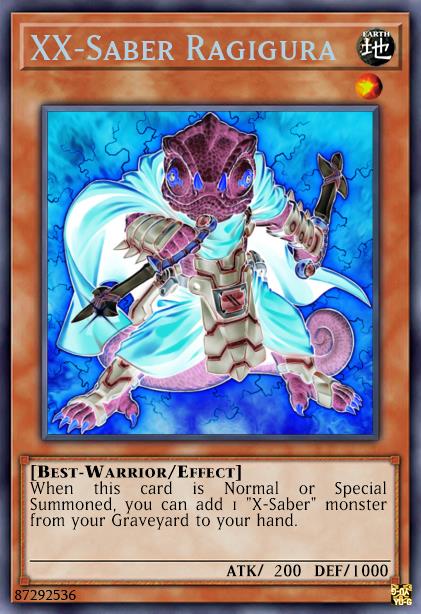 XX-Saber Ragigura
EARTH
地
[Best-Warrior/Effect]
When this card is Normal or Special
Summoned, you can add 1 "X-Saber" monster
from your Graveyard to your hand.
ATK/ 200 DEF/1000
87292536